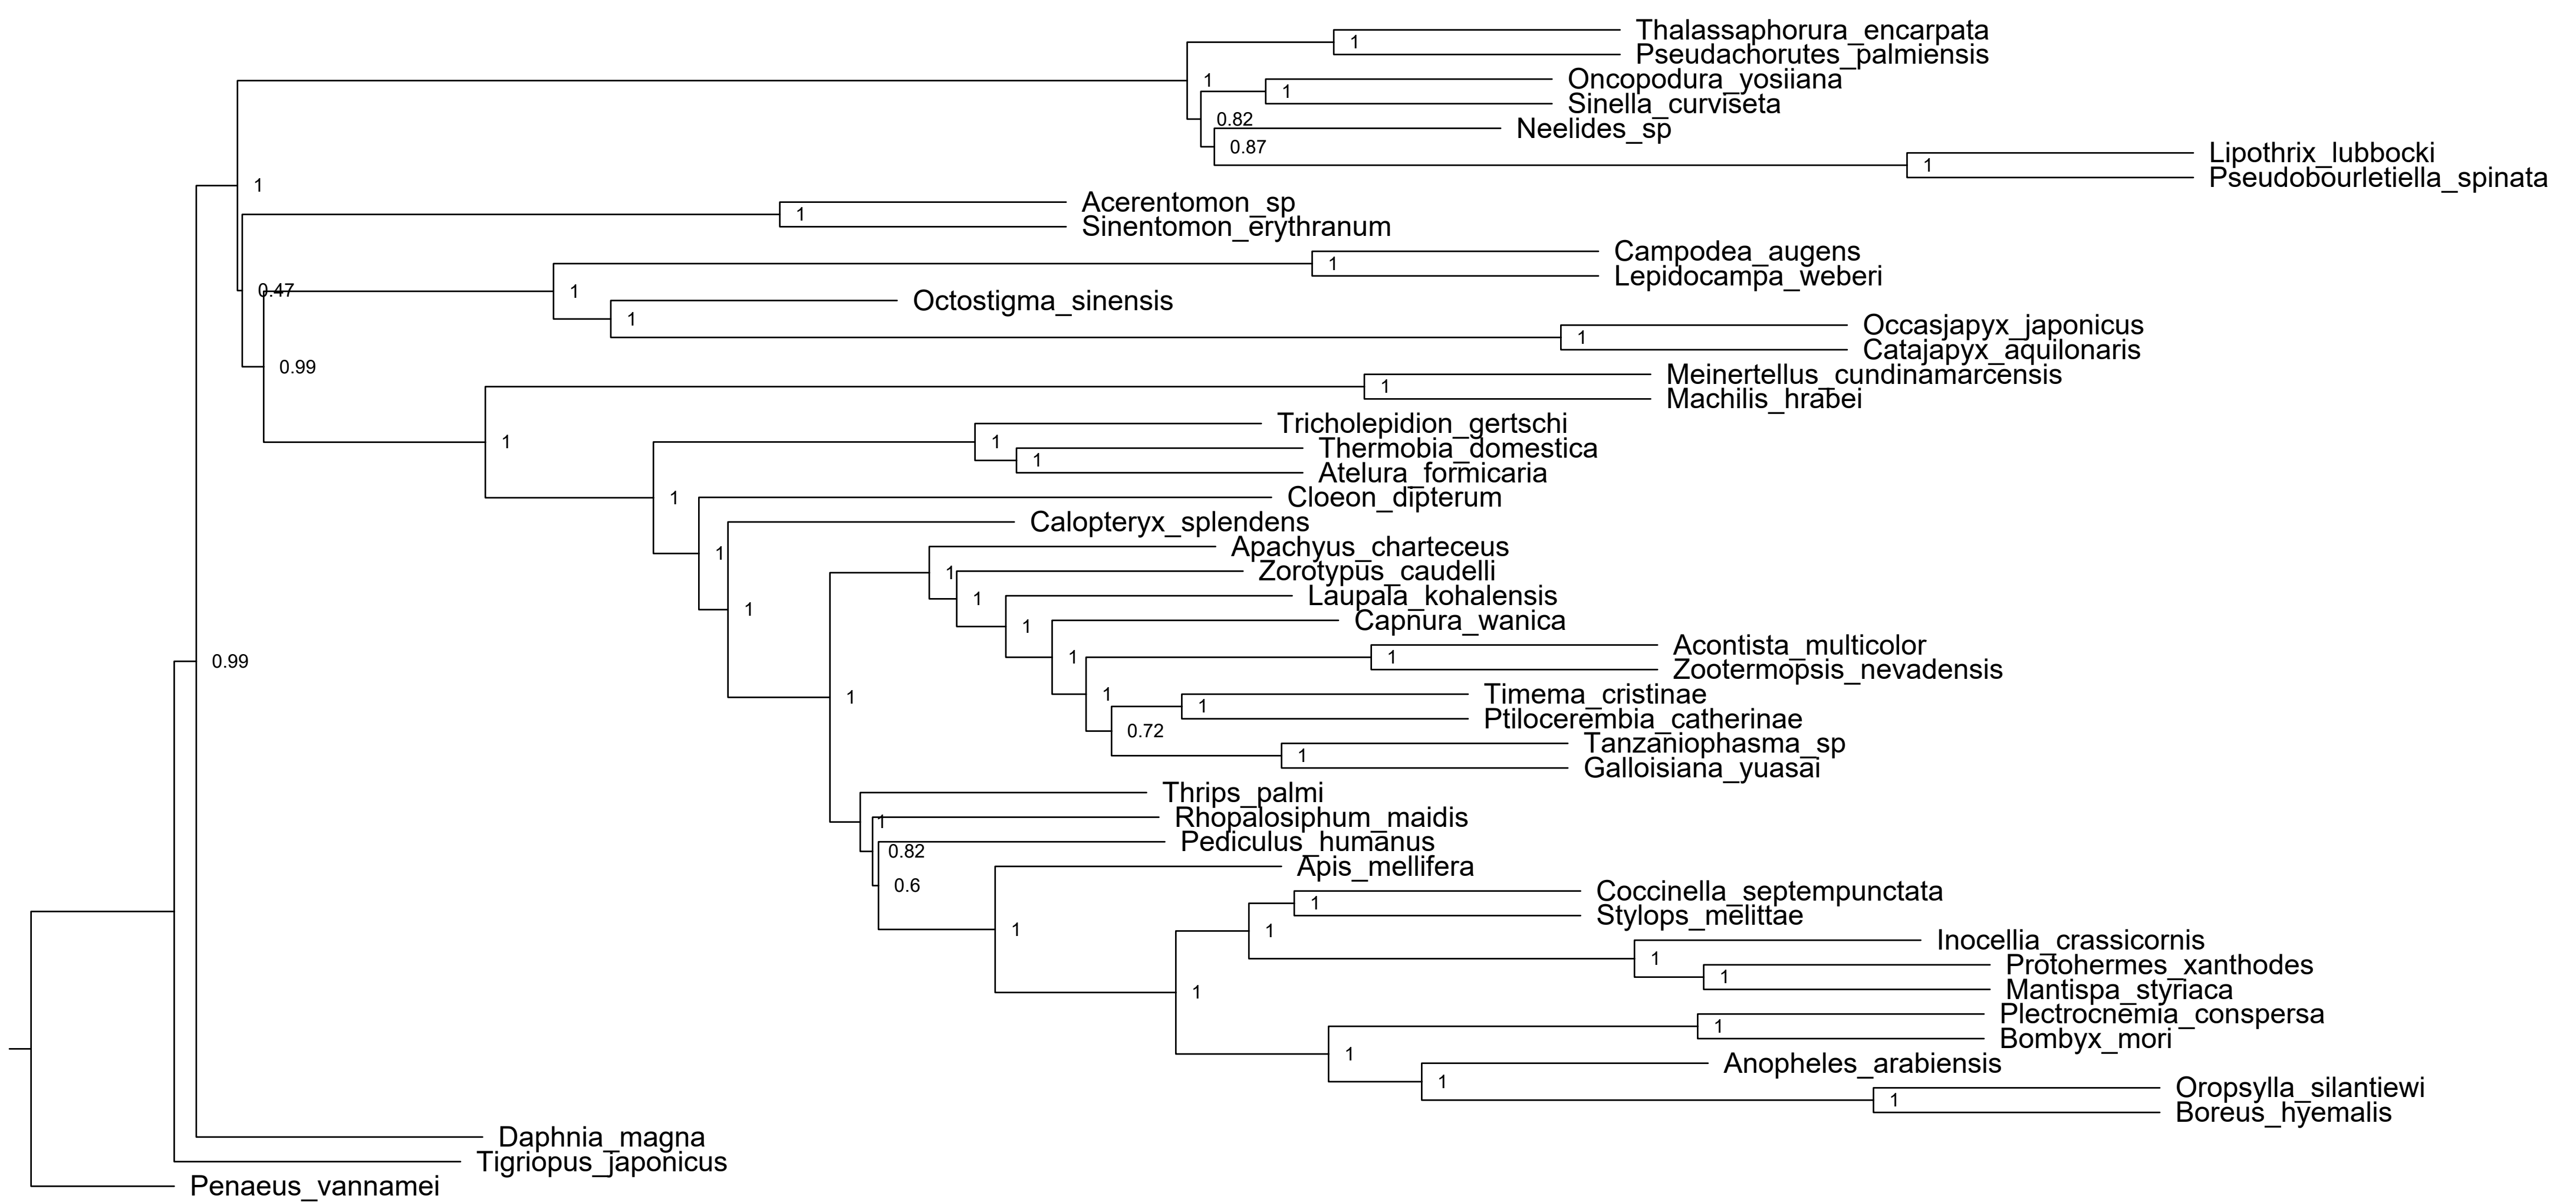 Thalassaphorura_encarpata
1
Pseudachorutes_palmiensis
1
Oncopodura_yosiiana
1
Sinella_curviseta
0.82
Neelides_sp
0.87
Lipothrix_lubbocki
1
Pseudobourletiella_spinata
1
Acerentomon_sp
1
Sinentomon_erythranum
Campodea_augens
1
Lepidocampa_weberi
0.47
1
Octostigma_sinensis
1
Occasjapyx_japonicus
1
Catajapyx_aquilonaris
0.99
Meinertellus_cundinamarcensis
1
Machilis_hrabei
Tricholepidion_gertschi
1
1
Thermobia_domestica
1
Atelura_formicaria
1
Cloeon_dipterum
Calopteryx_splendens
Apachyus_charteceus
1
1
Zorotypus_caudelli
1
Laupala_kohalensis
1
1
Capnura_wanica
Acontista_multicolor
1
1
Zootermopsis_nevadensis
0.99
1
Timema_cristinae
1
1
Ptilocerembia_catherinae
0.72
Tanzaniophasma_sp
1
Galloisiana_yuasai
Thrips_palmi
1
Rhopalosiphum_maidis
Pediculus_humanus
0.82
Apis_mellifera
0.6
Coccinella_septempunctata
1
Stylops_melittae
1
1
Inocellia_crassicornis
1
Protohermes_xanthodes
1
Mantispa_styriaca
1
Plectrocnemia_conspersa
1
Bombyx_mori
1
Anopheles_arabiensis
1
Oropsylla_silantiewi
1
Boreus_hyemalis
Daphnia_magna
Tigriopus_japonicus
Penaeus_vannamei